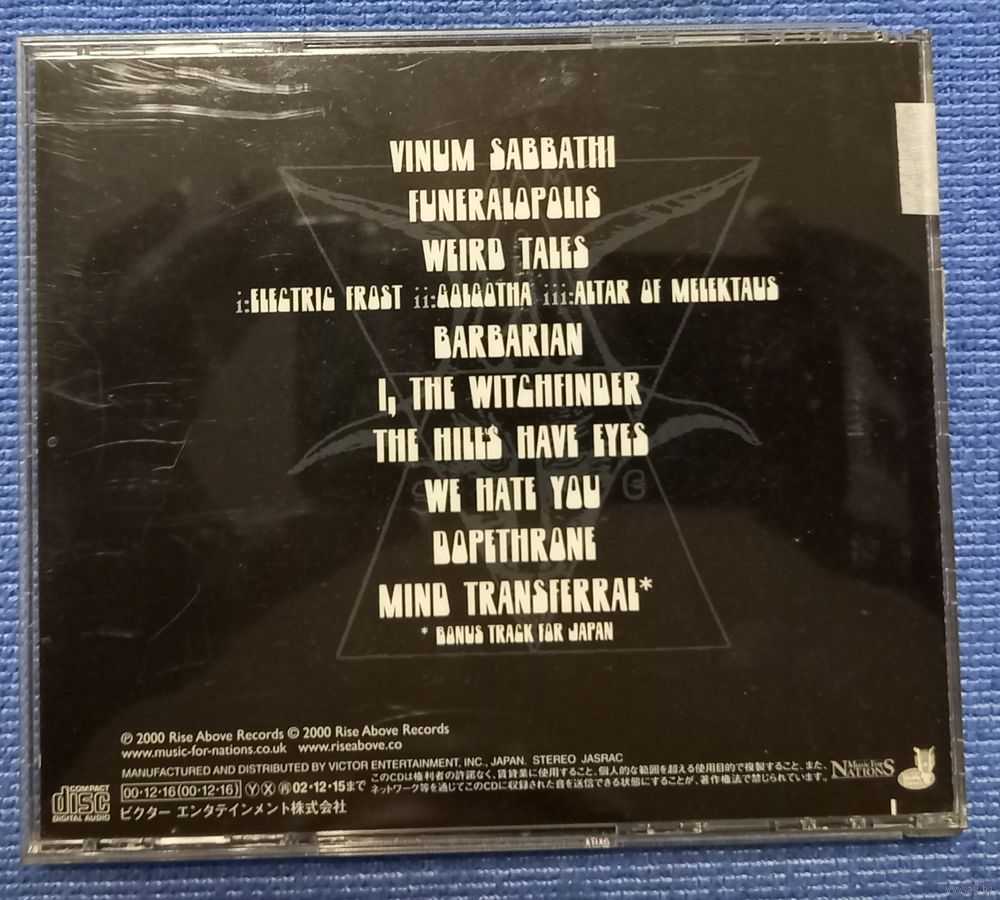 VINUM SABBATHI
FUNERALOPOLIS
WEIRD TALES
i:ELECTRIC FROST ii:GOLGOTHA iii:ALTAR OF MELEKTAUS
BARBARIAN
I, THE WITCHFINDER
THE HILLS HAVE EYES
WE HATE YOU
DOPETHRONE
MIND TRANSFERRAL*
* BONUS TRACK FOR JAPAN
G
℗ 2000 Rise Above Records © 2000 Rise Above Records
www.music-for-nations.co.uk www.riseabove.co
MANUFACTURED AND DISTRIBUTED BY VICTOR ENTERTAINMENT, INC., JAPAN. STEREO JASRAC
00・12・16(00・12・16) Ⓨ Ⓧ 02・12・15まで
このCDは権利者の許諾なく、賃貸業に使用すること、個人的な範囲を超える使用目的で複製すること、また、
ネットワーク等を通じてこのCDに収録された音を送信できる状態にすることが、著作権法で禁じられています。
ビクター エンタテインメント株式会社
COMPACT
disc
DIGITAL AUDIO
Music For
NATIONS